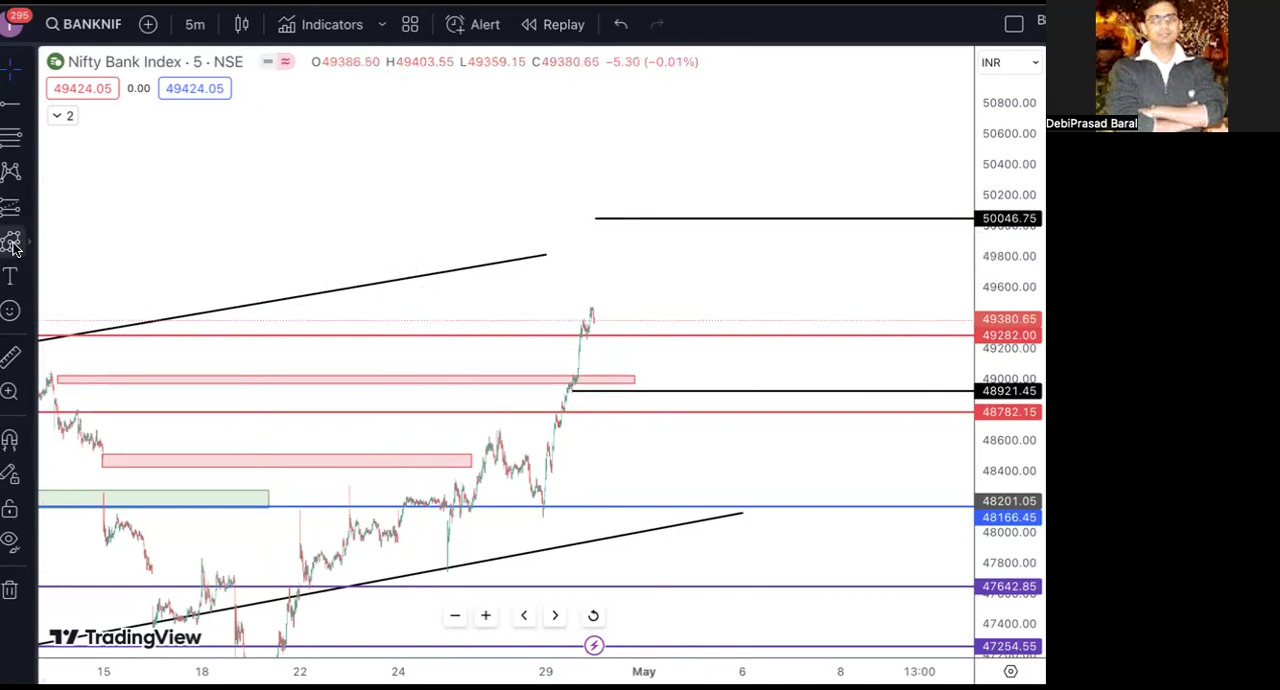 295
BANKNIF
5m
Indicators
Alert
Replay
B
Nifty Bank Index · 5 · NSE
O49386.50 H49403.55 L49359.15 C49380.65 −5.30 (−0.01%)
INR
49424.05 0.00 49424.05
2
DebiPrasad Baral
50800.00
50600.00
50400.00
50200.00
50046.75
49800.00
49600.00
49380.65
49282.00
49200.00
49000.00
48921.45
48782.15
48600.00
48400.00
48201.05
48166.45
48000.00
47800.00
47642.85
47400.00
47254.55
TradingView
15 18 22 24 29 May 6 8 13:00